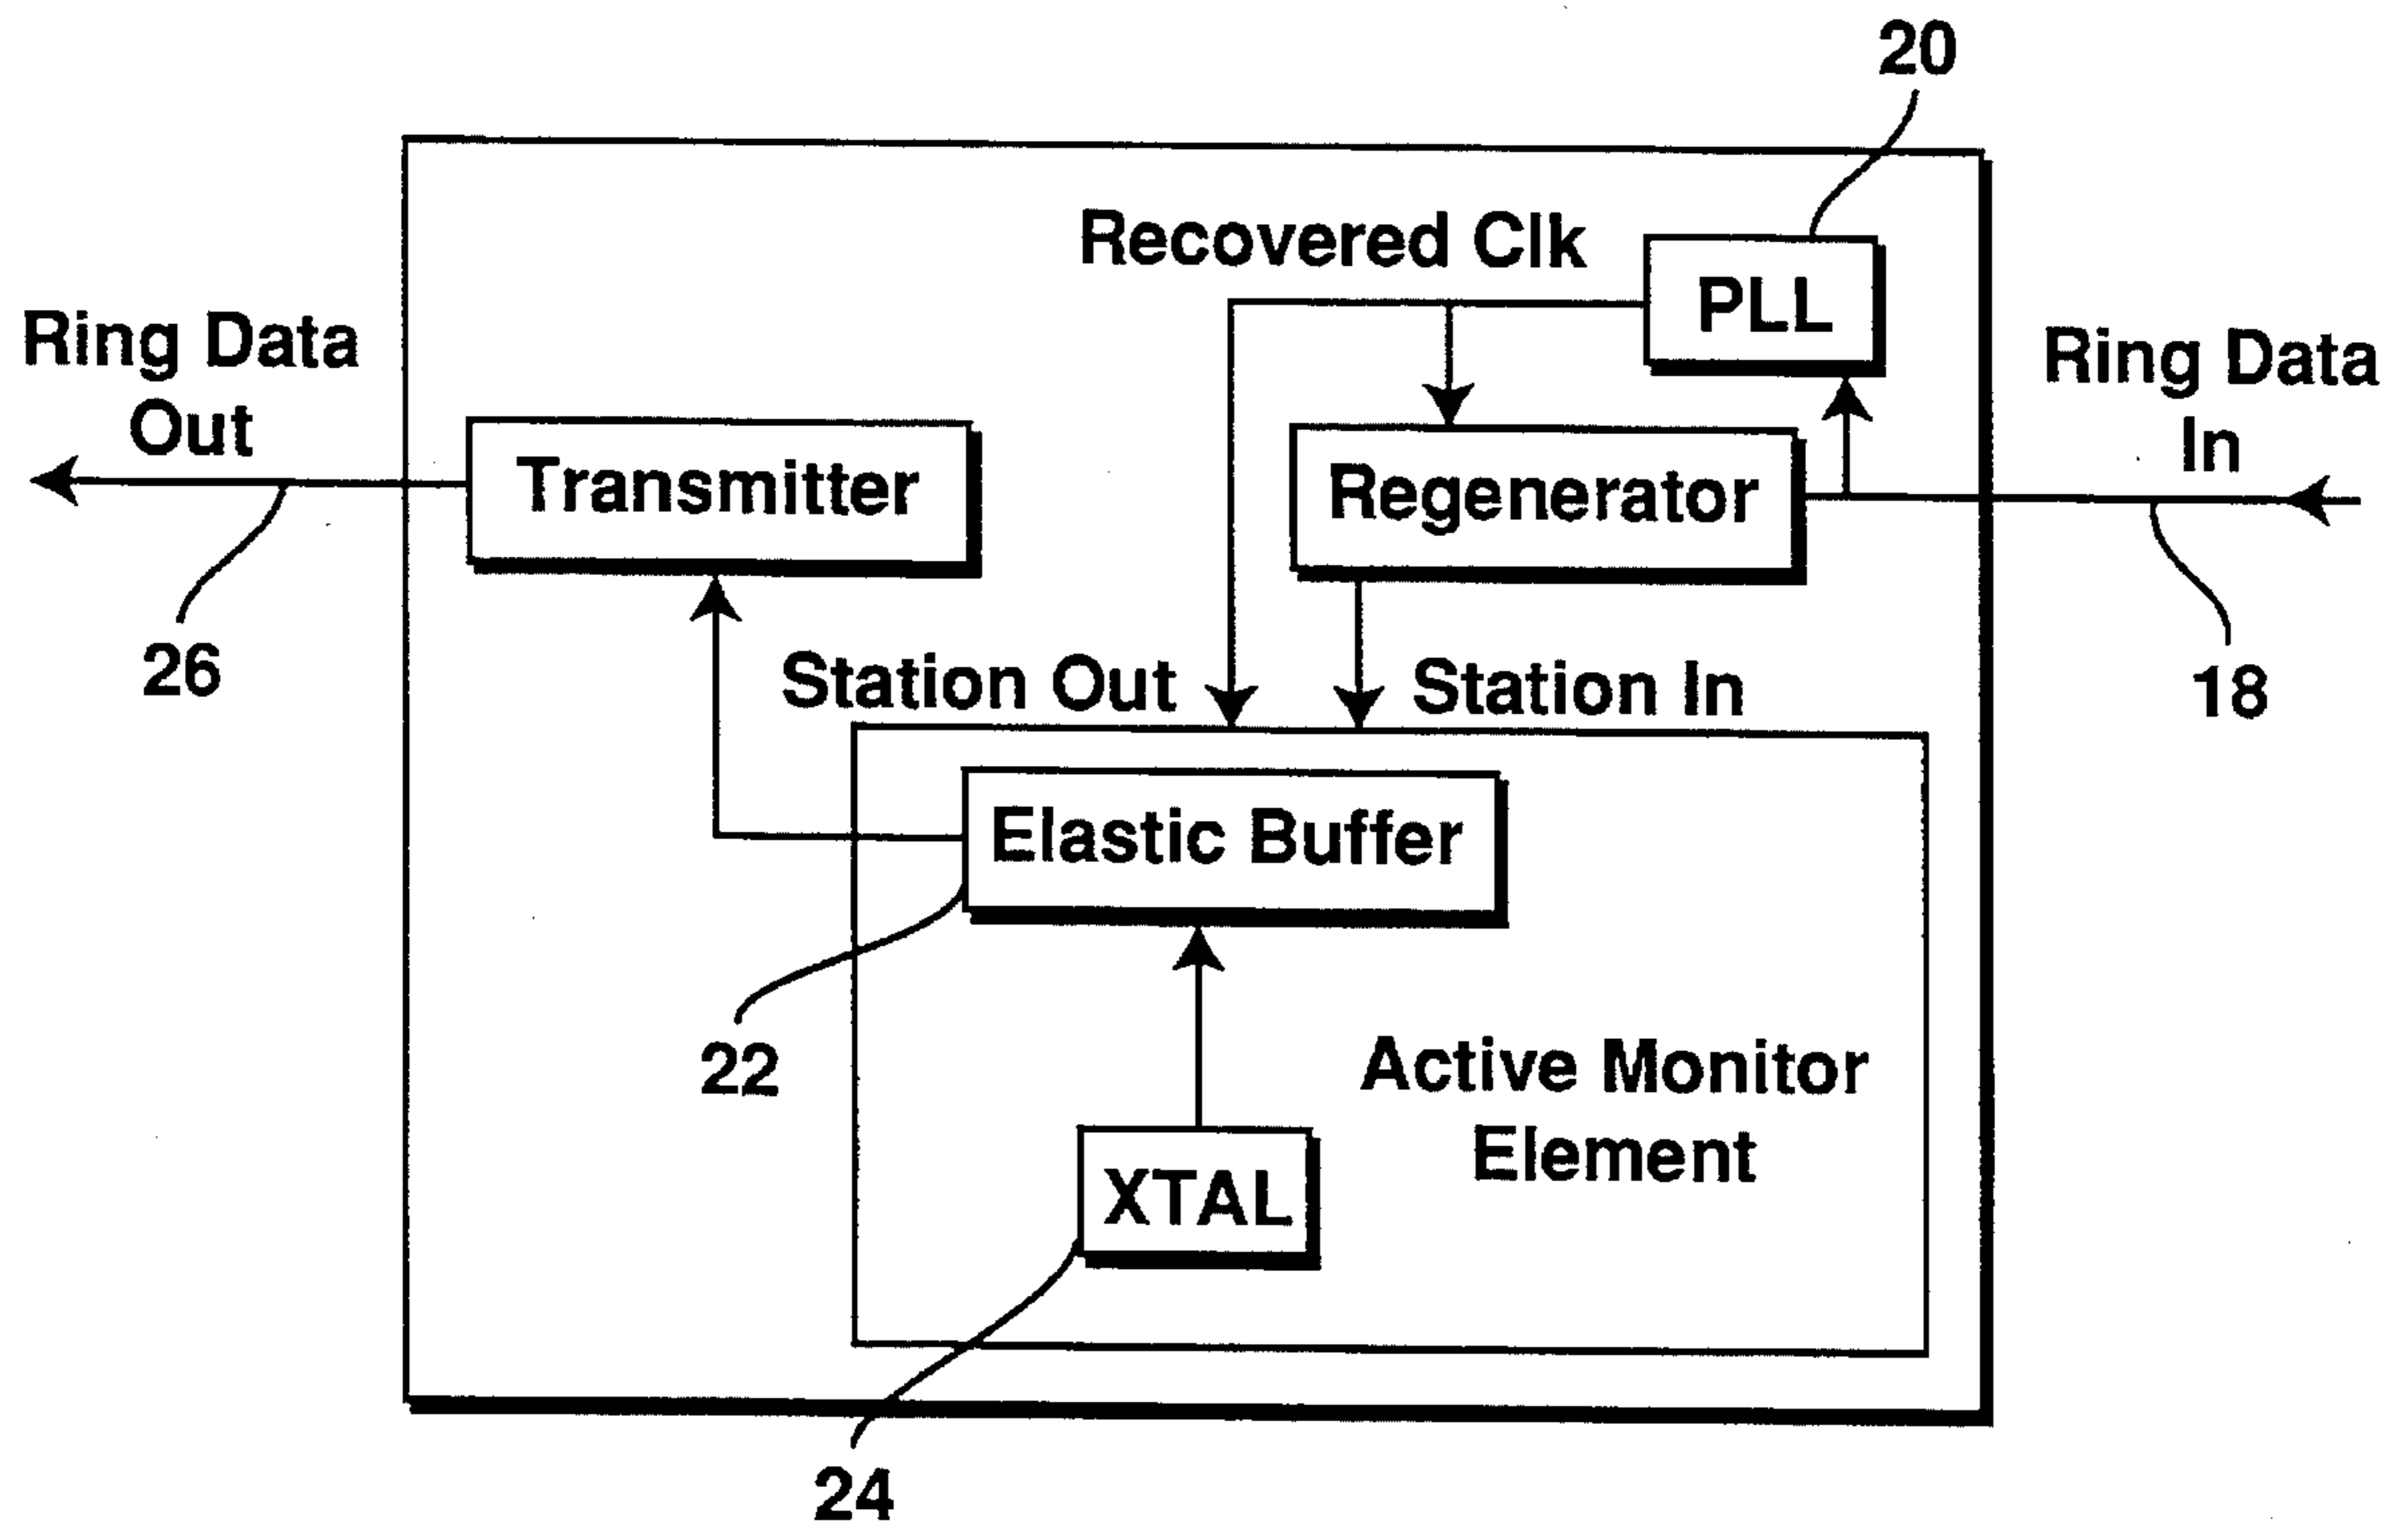 20
Recovered Clk
PLL
Ring Data
Out
Ring Data
In
Transmitter
Regenerator
26
Station Out
Station In
18
Elastic Buffer
22
Active Monitor
Element
XTAL
24